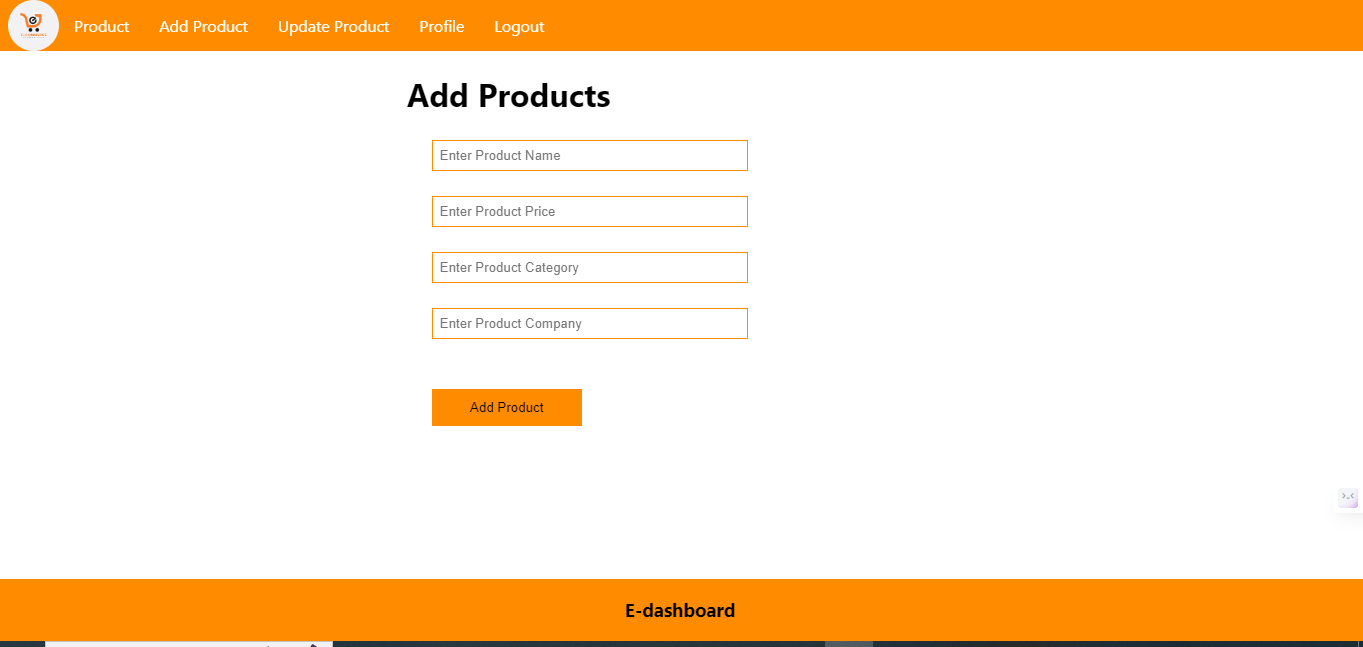 Product Add Product Update Product Profile Logout
Add Products
Enter Product Name
Enter Product Price
Enter Product Category
Enter Product Company
Add Product
E-dashboard